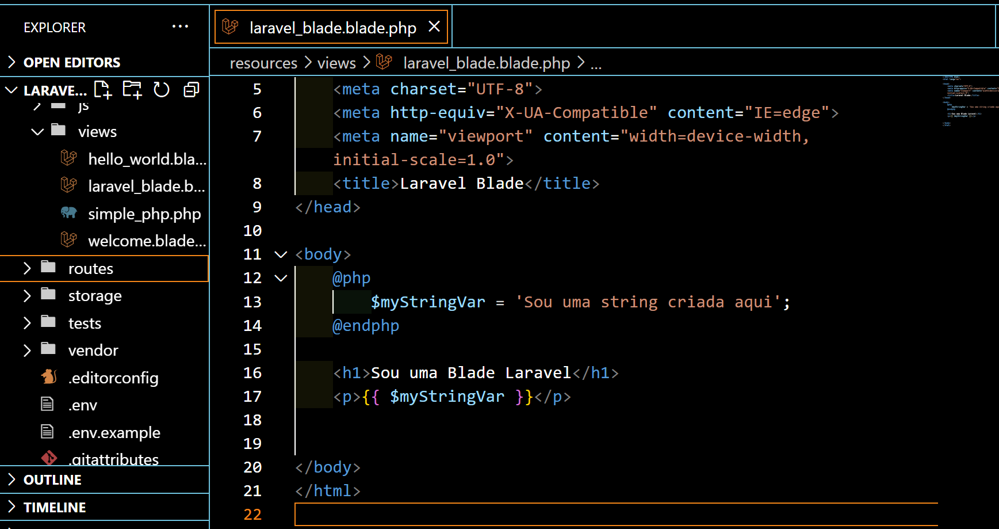 EXPLORER
OPEN EDITORS
LARAVE...
js
views
hello_world.bla...
laravel_blade.b...
simple_php.php
welcome.blade...
routes
storage
tests
vendor
.editorconfig
.env
.env.example
.gitattributes
OUTLINE
TIMELINE
laravel_blade.blade.php
resources > views > laravel_blade.blade.php > ...
5 <meta charset="UTF-8">
6 <meta http-equiv="X-UA-Compatible" content="IE=edge">
7 <meta name="viewport" content="width=device-width,
initial-scale=1.0">
8 <title>Laravel Blade</title>
9 </head>
10
11 <body>
12 @php
13 $myStringVar = 'Sou uma string criada aqui';
14 @endphp
15
16 <h1>Sou uma Blade Laravel</h1>
17 <p>{{ $myStringVar }}</p>
18
19
20 </body>
21 </html>
22